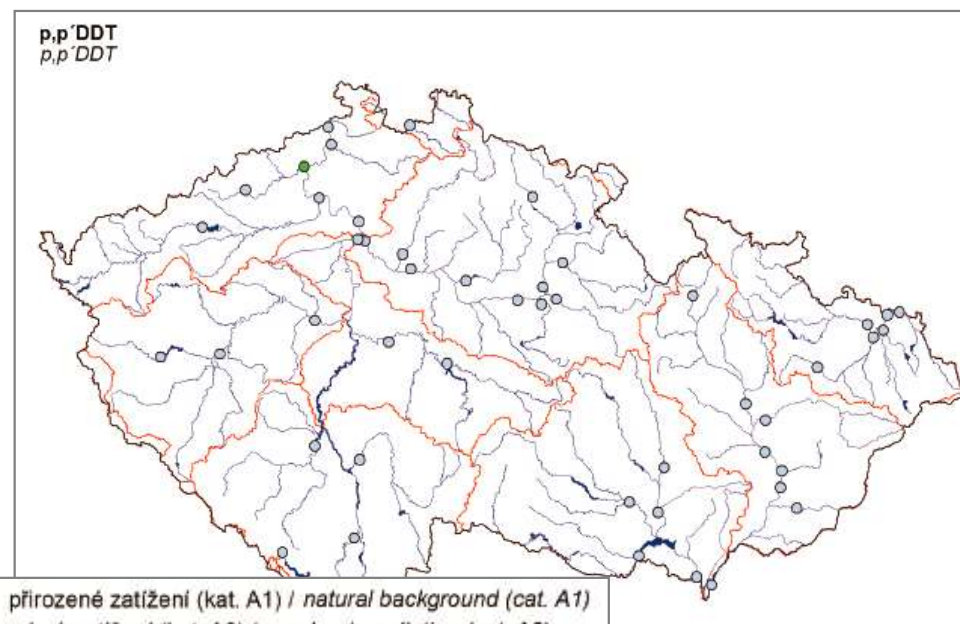 p,p´DDT
p,p´DDT
přirozené zatížení (kat. A1) / natural background (cat. A1)